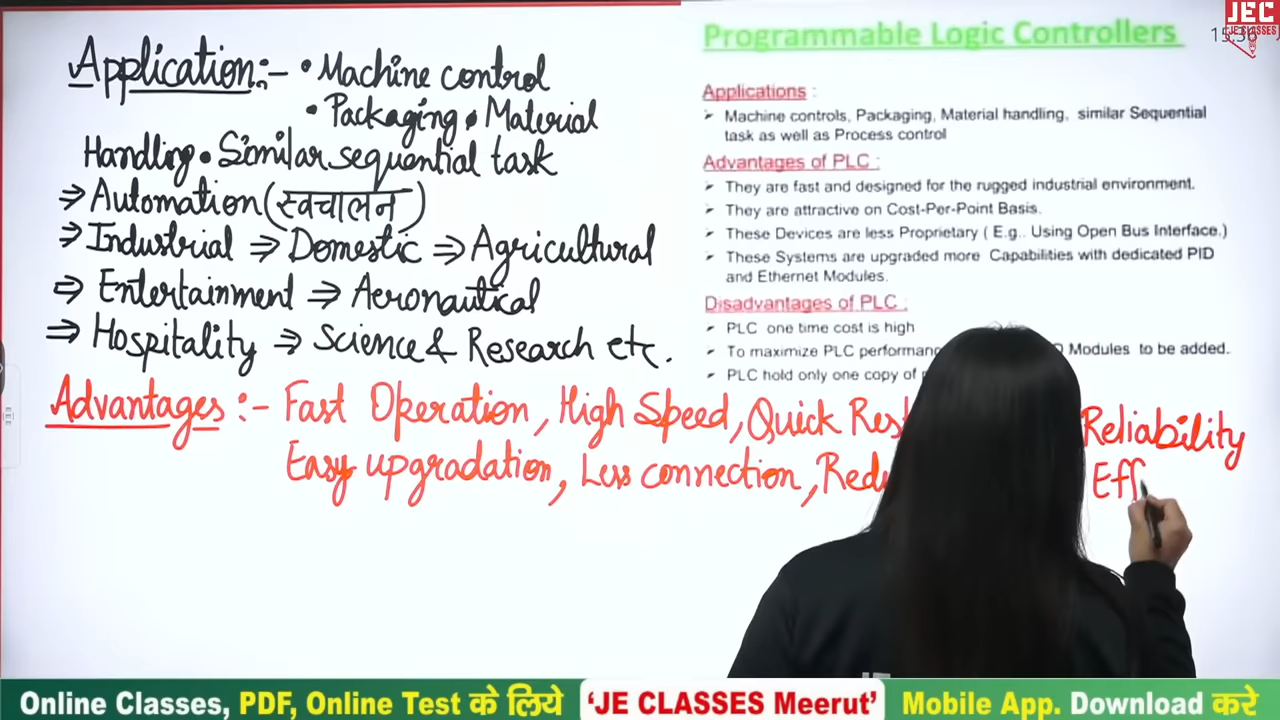 Application:- • Machine control
• Packaging • Material
Handling • Similar sequential task
⇒ Automation (स्वचालन)
⇒ Industrial ⇒ Domestic ⇒ Agricultural
⇒ Entertainment ⇒ Aeronautical
⇒ Hospitality ⇒ Science & Research etc.
Advantages :- Fast Operation, High Speed, Quick Reliability
Easy upgradation, Less connection, Eff
Programmable Logic Controllers
Applications :
➢ Machine controls, Packaging, Material handling, similar Sequential
task as well as Process control
Advantages of PLC :
➢ They are fast and designed for the rugged industrial environment.
➢ They are attractive on Cost-Per-Point Basis.
➢ These Devices are less Proprietary ( E.g.. Using Open Bus Interface.)
➢ These Systems are upgraded more Capabilities with dedicated PID
and Ethernet Modules.
Disadvantages of PLC :
➢ PLC one time cost is high
➢ To maximize PLC Modules to be added.
➢ PLC hold only one copy of
JEC
JE CLASSES
Online Classes, PDF, Online Test के लिये 'JE CLASSES Meerut' Mobile App. Download करे